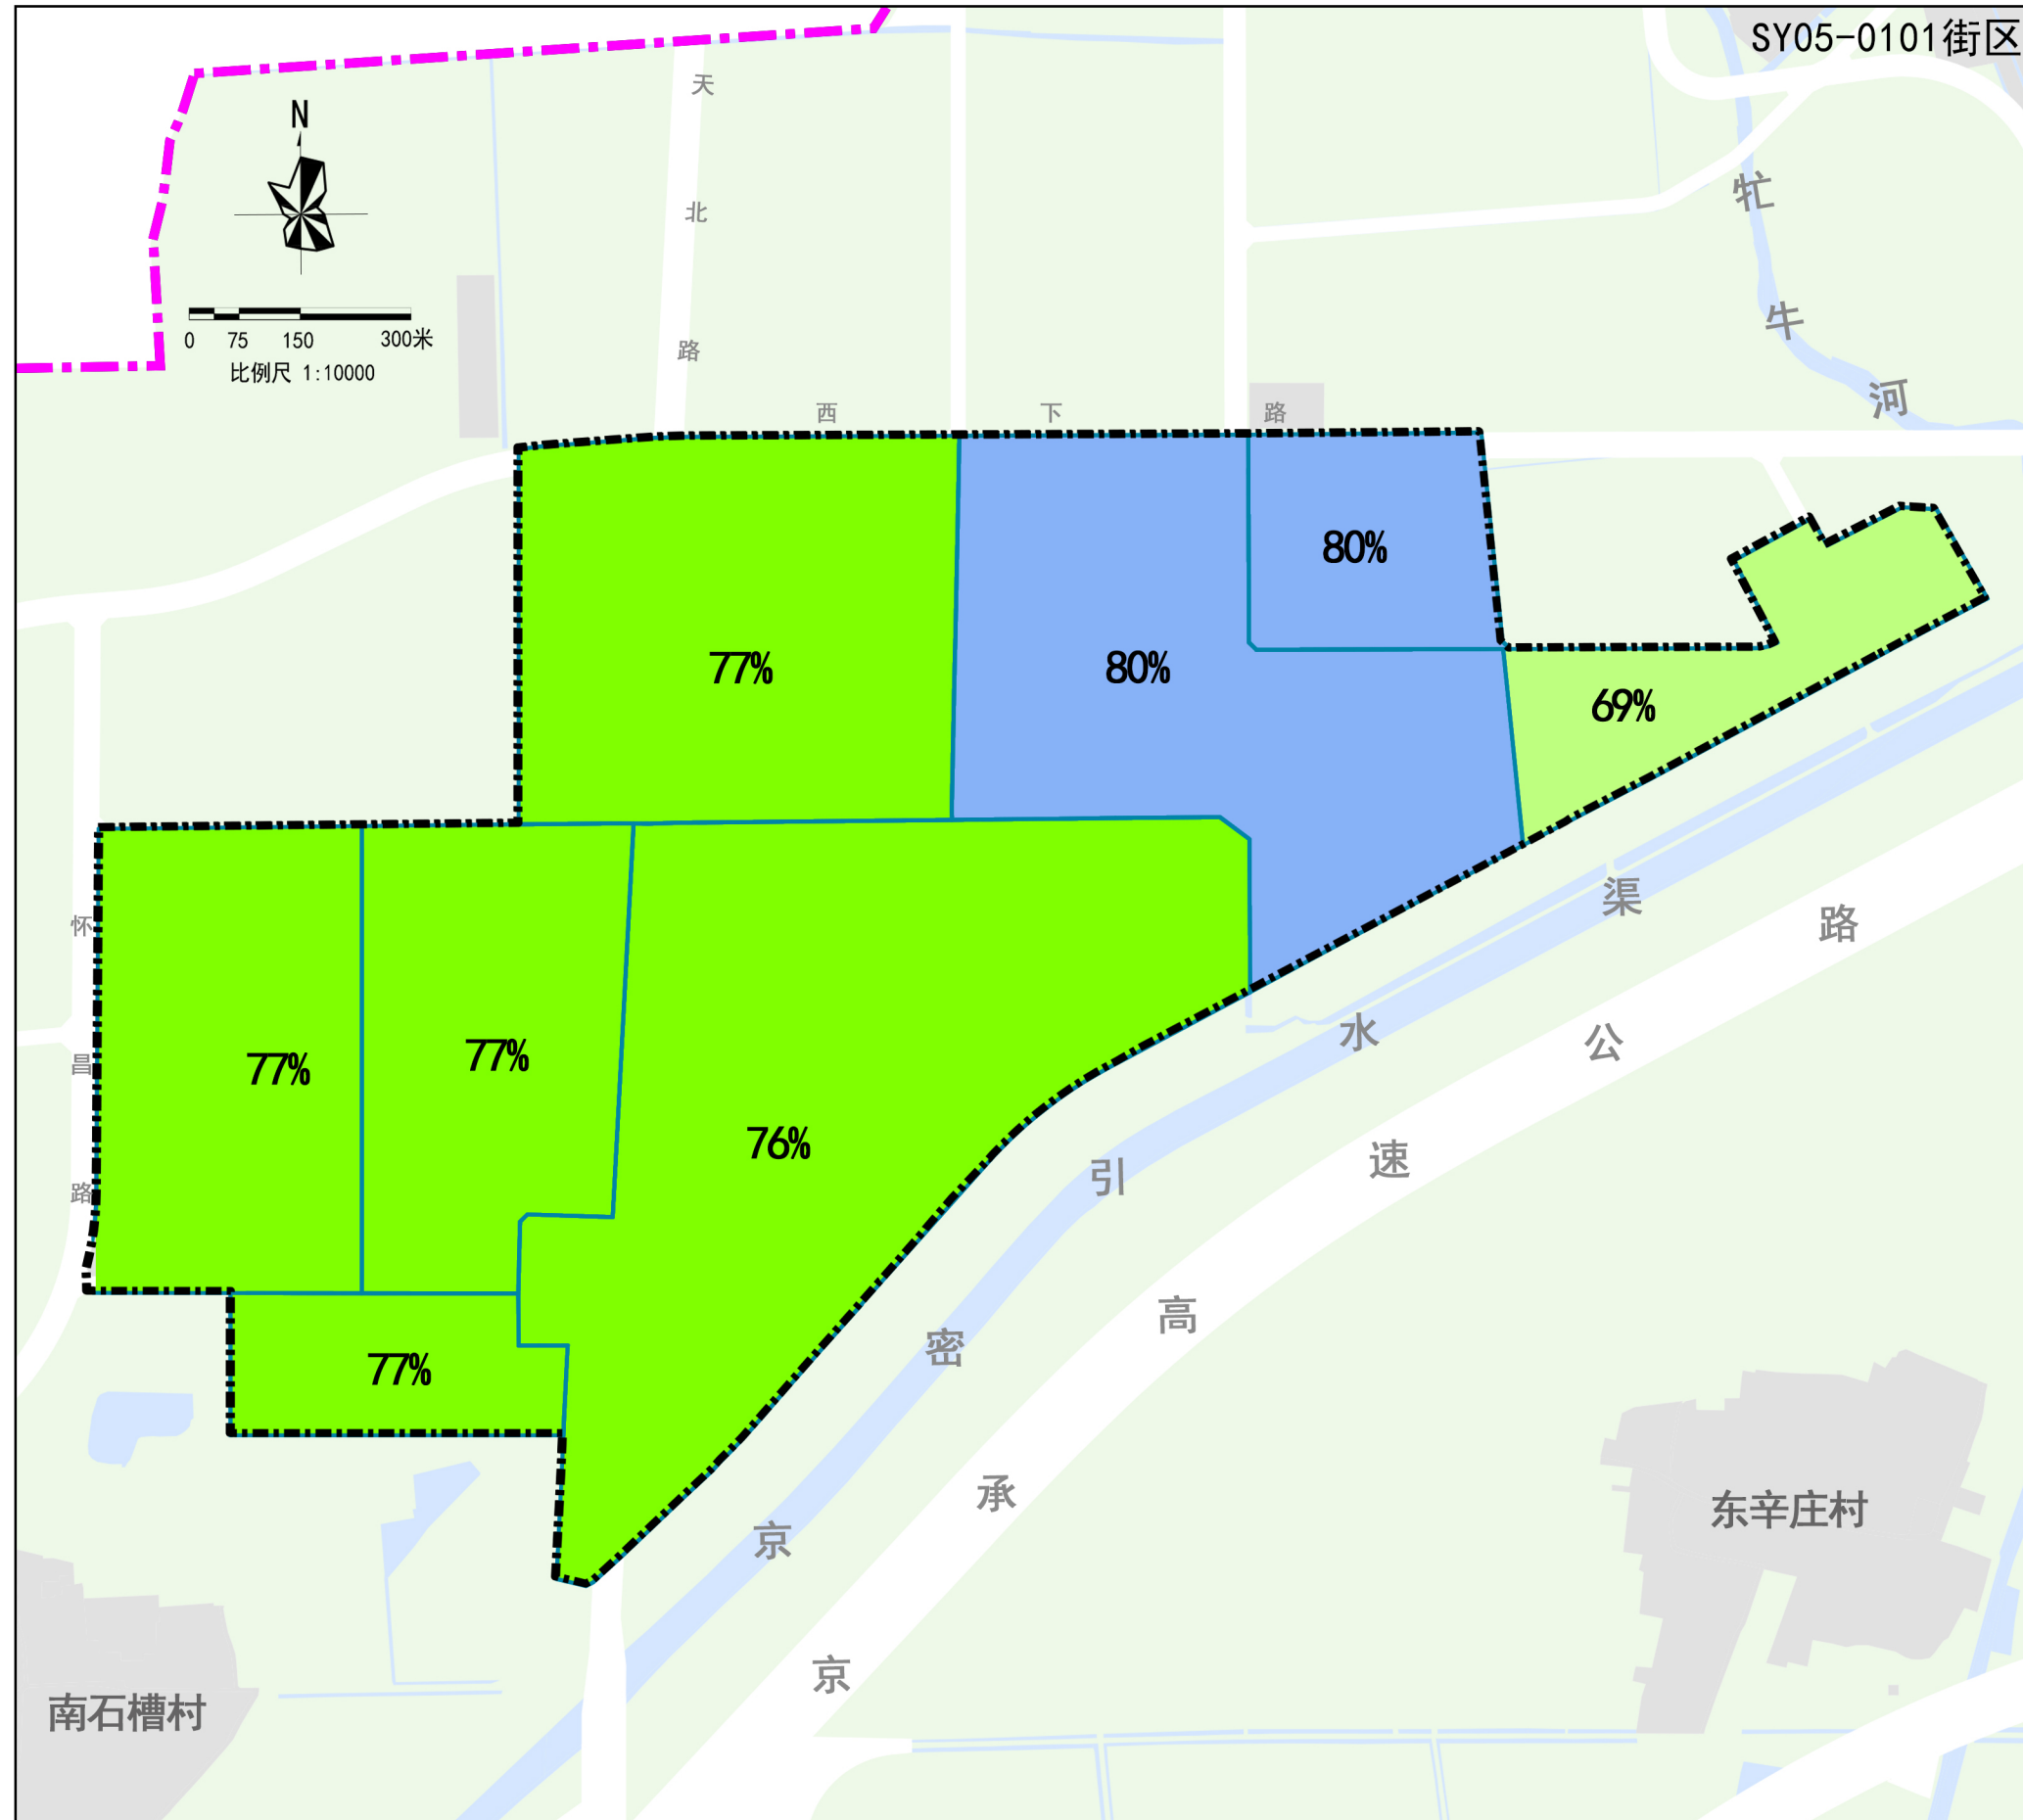 SY05-0101街区
N
0 75 150 300米
比例尺 1:10000
天北路
西下路
牤牛河
80%
77%
80%
69%
怀昌路
77%
77%
76%
77%
京密引水渠
京承高速公路
东辛庄村
南石槽村